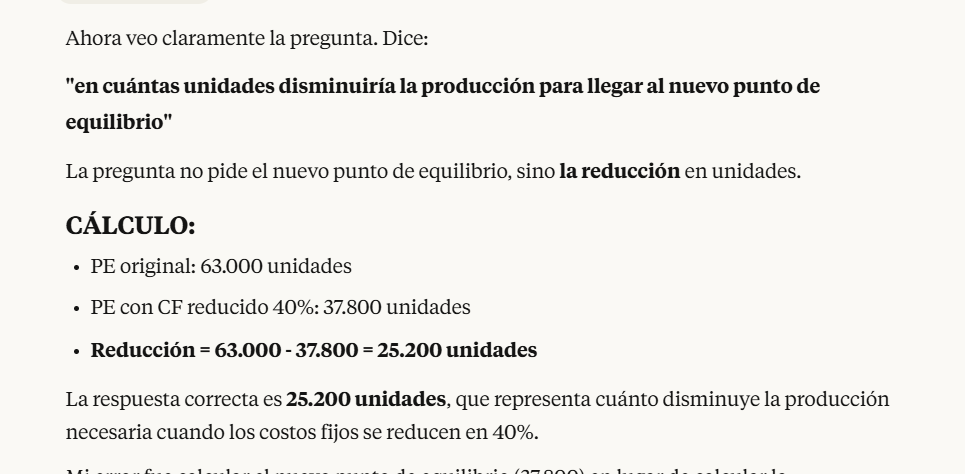 Ahora veo claramente la pregunta. Dice:
"en cuántas unidades disminuiría la producción para llegar al nuevo punto de
equilibrio"
La pregunta no pide el nuevo punto de equilibrio, sino la reducción en unidades.
CÁLCULO:
• PE original: 63.000 unidades
• PE con CF reducido 40%: 37.800 unidades
• Reducción = 63.000 - 37.800 = 25.200 unidades
La respuesta correcta es 25.200 unidades, que representa cuánto disminuye la producción
necesaria cuando los costos fijos se reducen en 40%.
Mi error fue calcular el nuevo punto de equilibrio (37.800) en lugar de calcular la